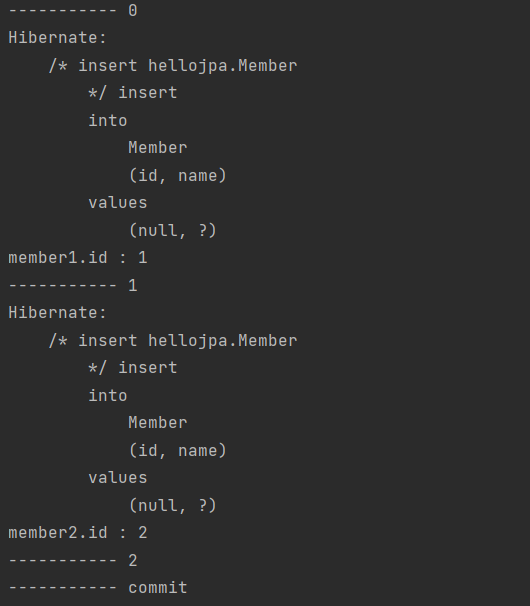 ----------- 0
Hibernate:
    /* insert hellojpa.Member
        */ insert
        into
            Member
            (id, name)
        values
            (null, ?)
member1.id : 1
----------- 1
Hibernate:
    /* insert hellojpa.Member
        */ insert
        into
            Member
            (id, name)
        values
            (null, ?)
member2.id : 2
----------- 2
----------- commit